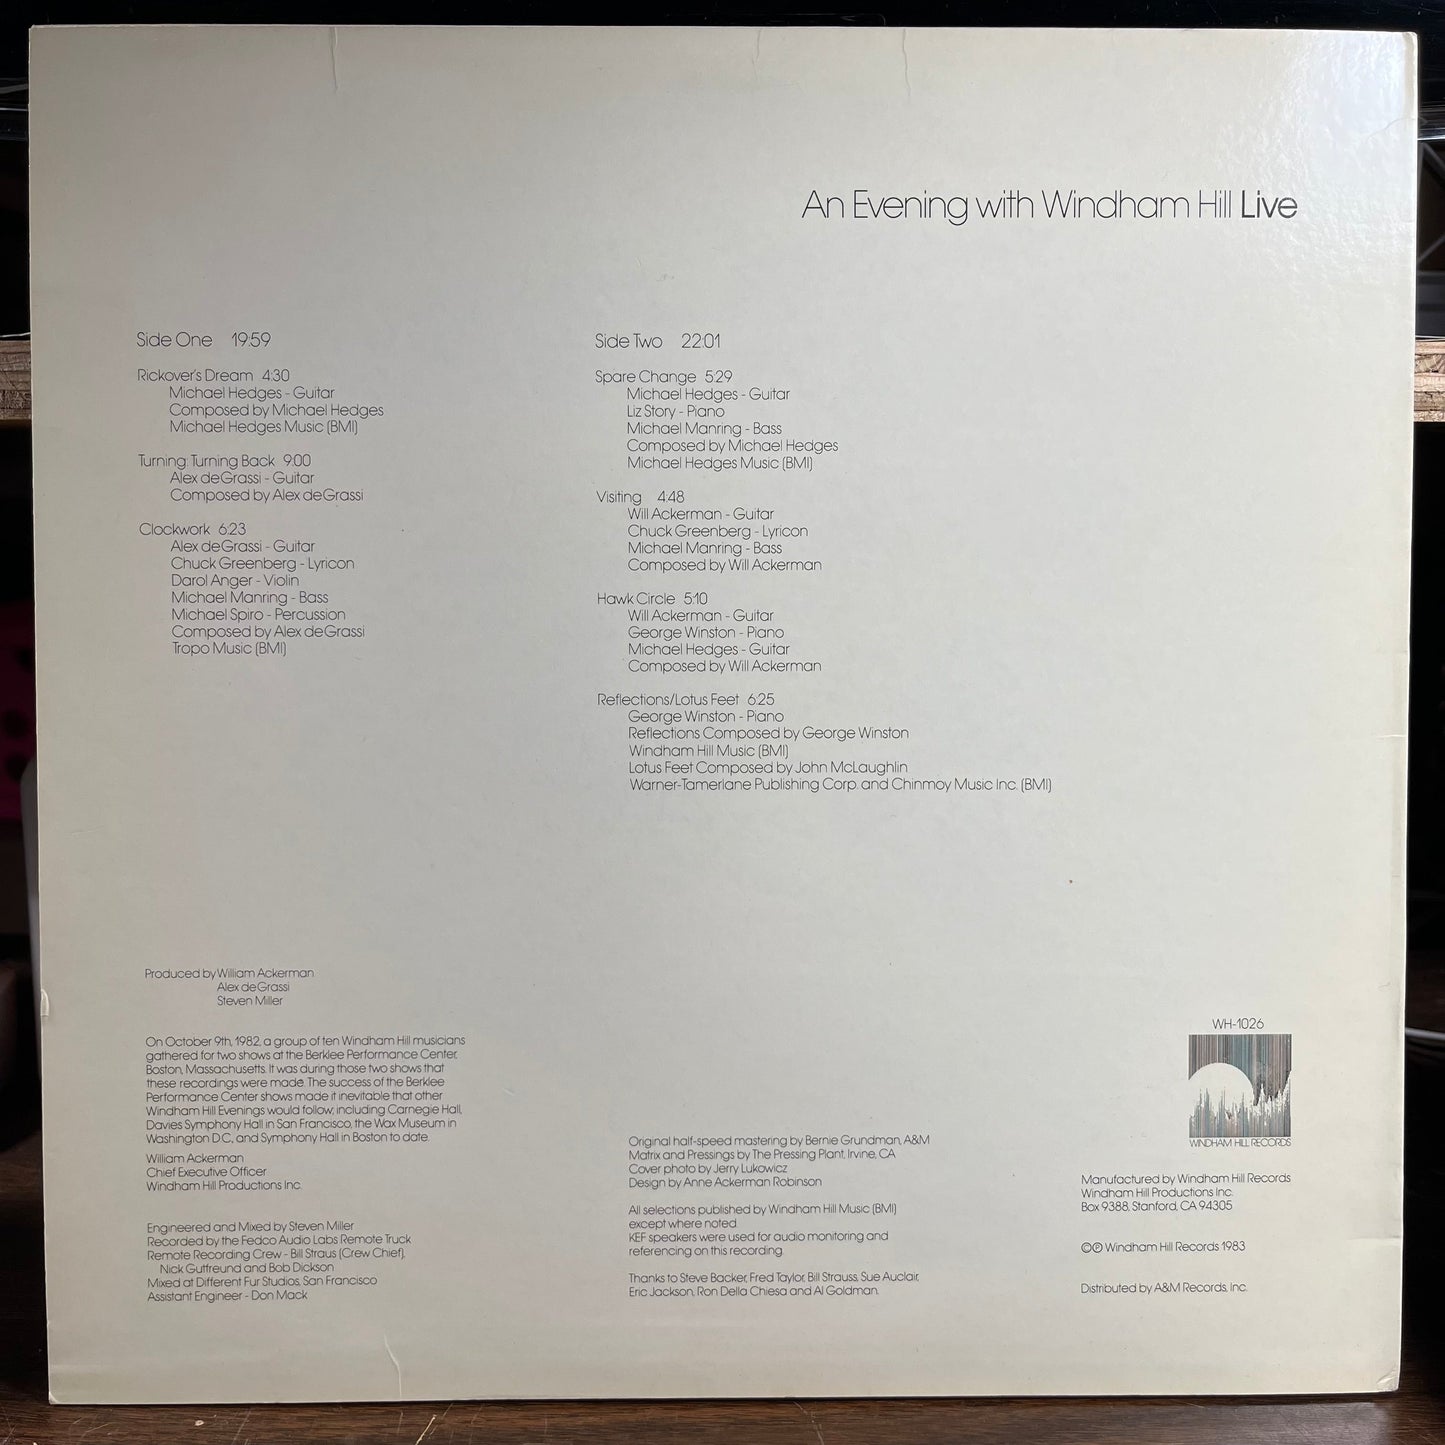 An Evening with Windham Hill Live
Side One 19:59
Rickover's Dream 4:30
Michael Hedges - Guitar
Composed by Michael Hedges
Michael Hedges Music (BMI)
Turning: Turning Back 9:00
Alex deGrassi - Guitar
Composed by Alex deGrassi
Clockwork 6:23
Alex deGrassi - Guitar
Chuck Greenberg - Lyricon
Darol Anger - Violin
Michael Manring - Bass
Michael Spiro - Percussion
Composed by Alex deGrassi
Tropo Music (BMI)
Side Two 22:01
Spare Change 5:29
Michael Hedges - Guitar
Liz Story - Piano
Michael Manring - Bass
Composed by Michael Hedges
Michael Hedges Music (BMI)
Visiting 4:48
Will Ackerman - Guitar
Chuck Greenberg - Lyricon
Michael Manring - Bass
Composed by Will Ackerman
Hawk Circle 5:10
Will Ackerman - Guitar
George Winston - Piano
Michael Hedges - Guitar
Composed by Will Ackerman
Reflections/Lotus Feet 6:25
George Winston - Piano
Reflections Composed by George Winston
Windham Hill Music (BMI)
Lotus Feet Composed by John McLaughlin
Warner-Tamerlane Publishing Corp. and Chinmoy Music Inc. (BMI)
Produced by William Ackerman
Alex deGrassi
Steven Miller
On October 9th, 1982, a group of ten Windham Hill musicians
gathered for two shows at the Berklee Performance Center,
Boston, Massachusetts. It was during those two shows that
these recordings were made. The success of the Berklee
Performance Center shows made it inevitable that other
Windham Hill Evenings would follow, including Carnegie Hall,
Davies Symphony Hall in San Francisco, the Wax Museum in
Washington D.C., and Symphony Hall in Boston to date.
William Ackerman
Chief Executive Officer
Windham Hill Productions Inc.
Engineered and Mixed by Steven Miller
Recorded by the Fedco Audio Labs Remote Truck
Remote Recording Crew - Bill Straus (Crew Chief),
Nick Gutfreund and Bob Dickson
Mixed at Different Fur Studios, San Francisco
Assistant Engineer - Don Mack
Original half-speed mastering by Bernie Grundman, A&M
Matrix and Pressings by The Pressing Plant, Irvine, CA
Cover photo by Jerry Lukowicz
Design by Anne Ackerman Robinson
All selections published by Windham Hill Music (BMI)
except where noted.
KEF speakers were used for audio monitoring and
referencing on this recording.
Thanks to Steve Backer, Fred Taylor, Bill Strauss, Sue Auclair,
Eric Jackson, Ron Della Chiesa and Al Goldman.
WH-1026
WINDHAM HILL RECORDS
Manufactured by Windham Hill Records
Windham Hill Productions Inc.
Box 9388, Stanford, CA 94305
©℗ Windham Hill Records 1983
Distributed by A&M Records, Inc.